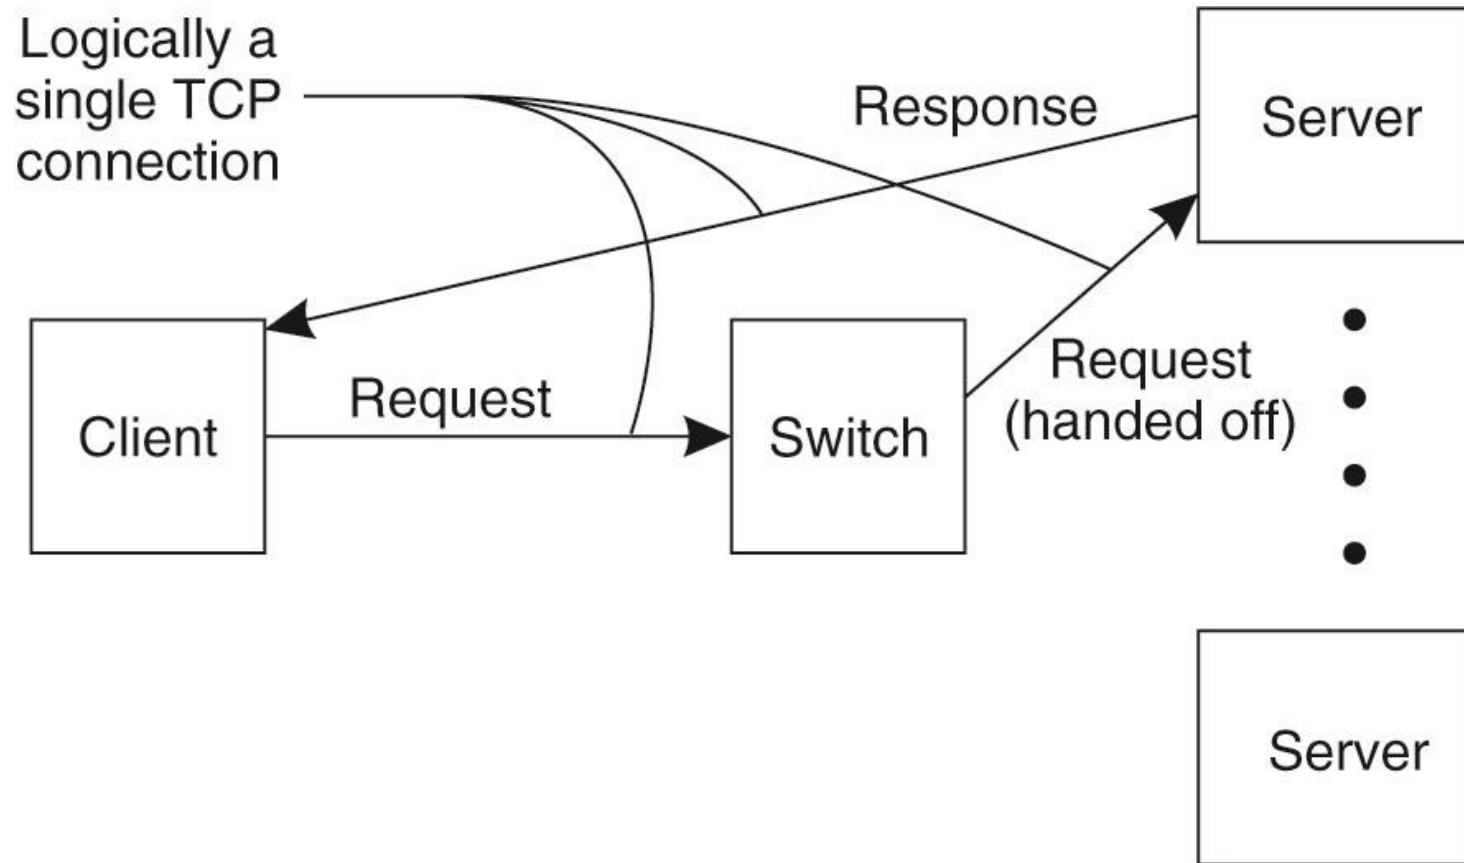 Logically a
single TCP
connection
Response
Server
Client
Request
Switch
Request
(handed off)
Server